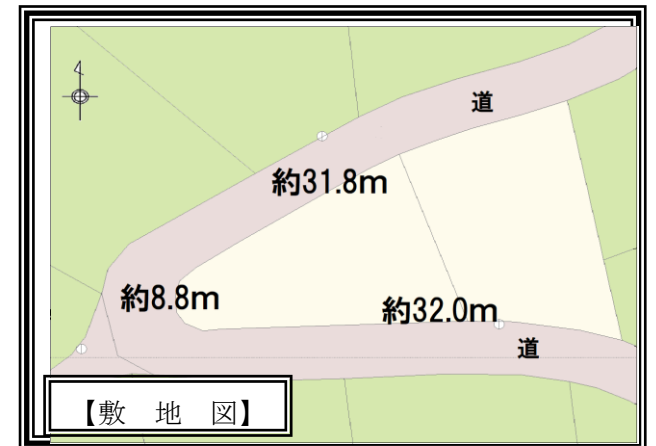 道
約31.8m
約8.8m
約32.0m
道
【敷　地　図】